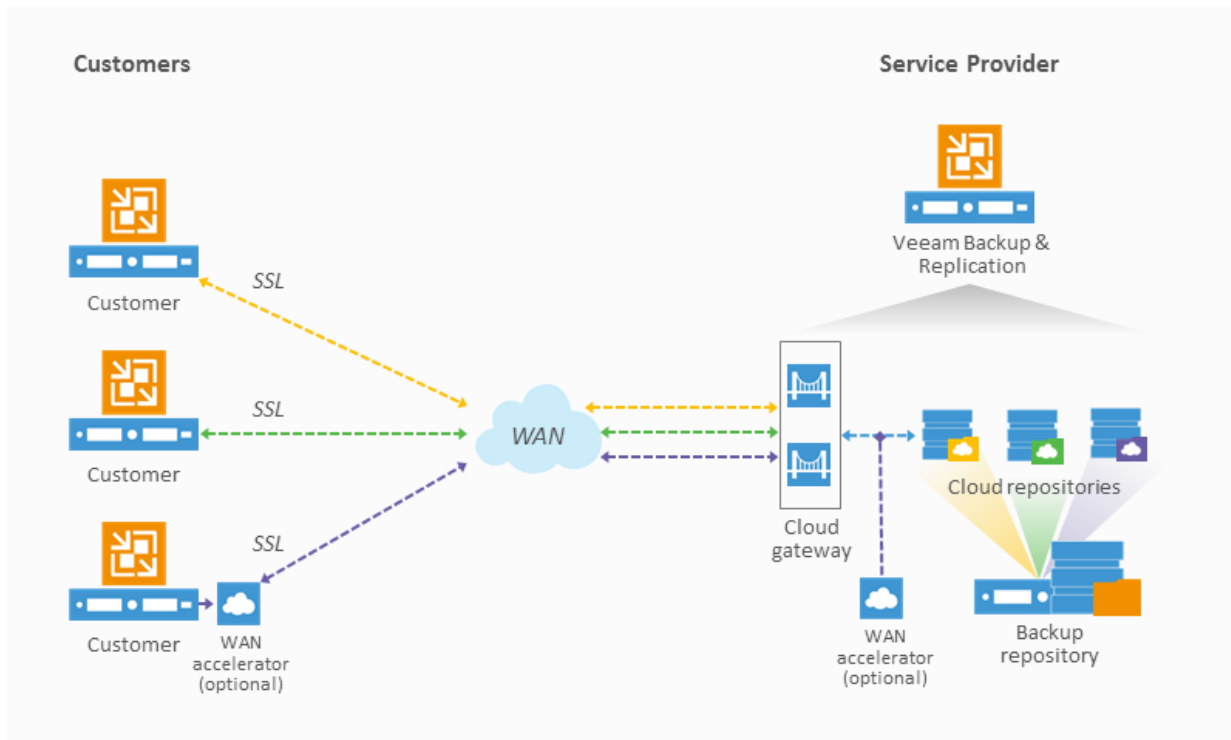 Customers
Service Provider
Veeam Backup &
Replication
Customer
SSL
Customer
SSL
Customer
SSL
WAN
accelerator
(optional)
WAN
Cloud
gateway
Cloud repositories
WAN
accelerator
(optional)
Backup
repository